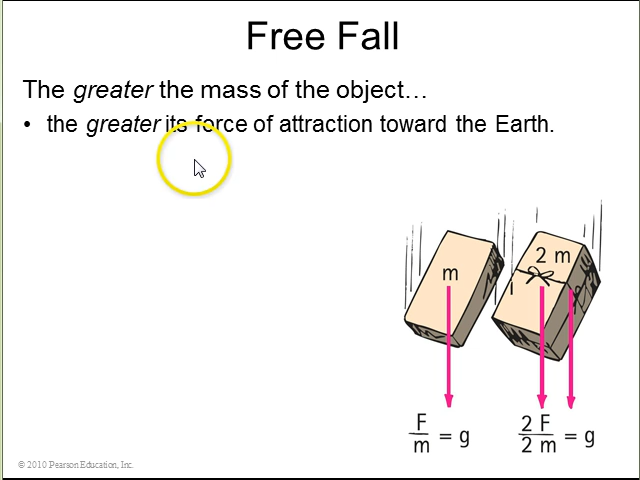 Free Fall
The greater the mass of the object…
• the greater its force of attraction toward the Earth.
m
2 m
F
m
= g
2 F
2 m
= g
© 2010 Pearson Education, Inc.